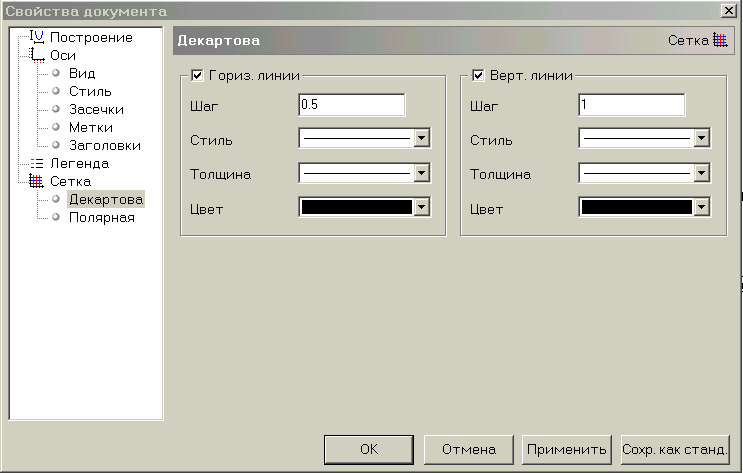 Свойства документа
Построение
Оси
Вид
Стиль
Засечки
Метки
Заголовки
Легенда
Сетка
Декартова
Полярная
Декартова Сетка
Гориз. линии
Шаг 0.5
Стиль
Толщина
Цвет
Верт. линии
Шаг 1
Стиль
Толщина
Цвет
OK Отмена Применить Сохр. как станд.